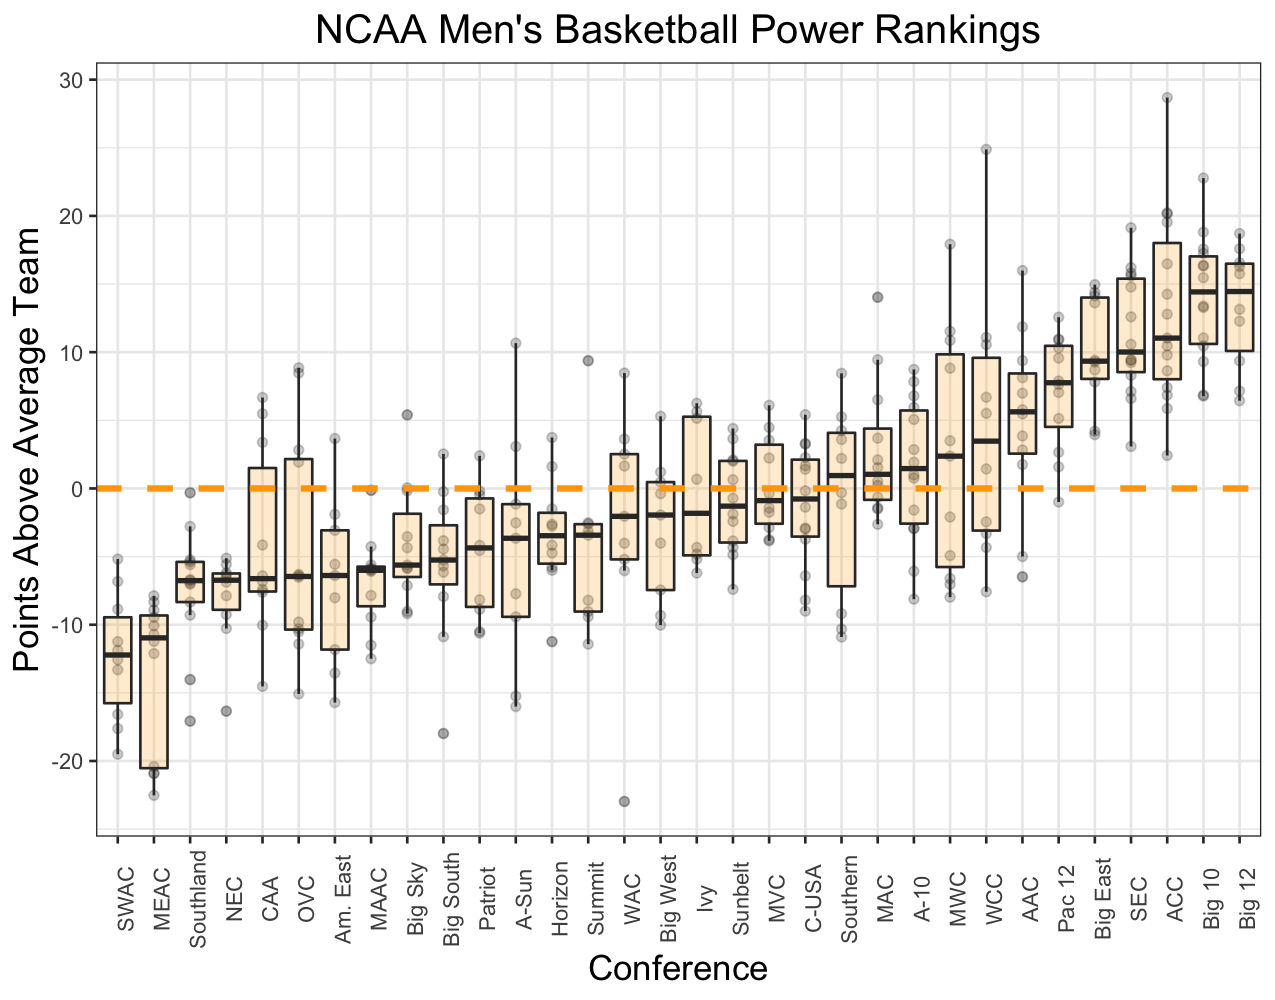 NCAA Men's Basketball Power Rankings
Points Above Average Team
30
20
10
0
-10
-20
SWAC
MEAC
Southland
NEC
CAA
OVC
Am. East
MAAC
Big Sky
Big South
Patriot
A-Sun
Horizon
Summit
WAC
Big West
Ivy
Sunbelt
MVC
C-USA
Southern
MAC
A-10
MWC
WCC
AAC
Pac 12
Big East
SEC
ACC
Big 10
Big 12
Conference